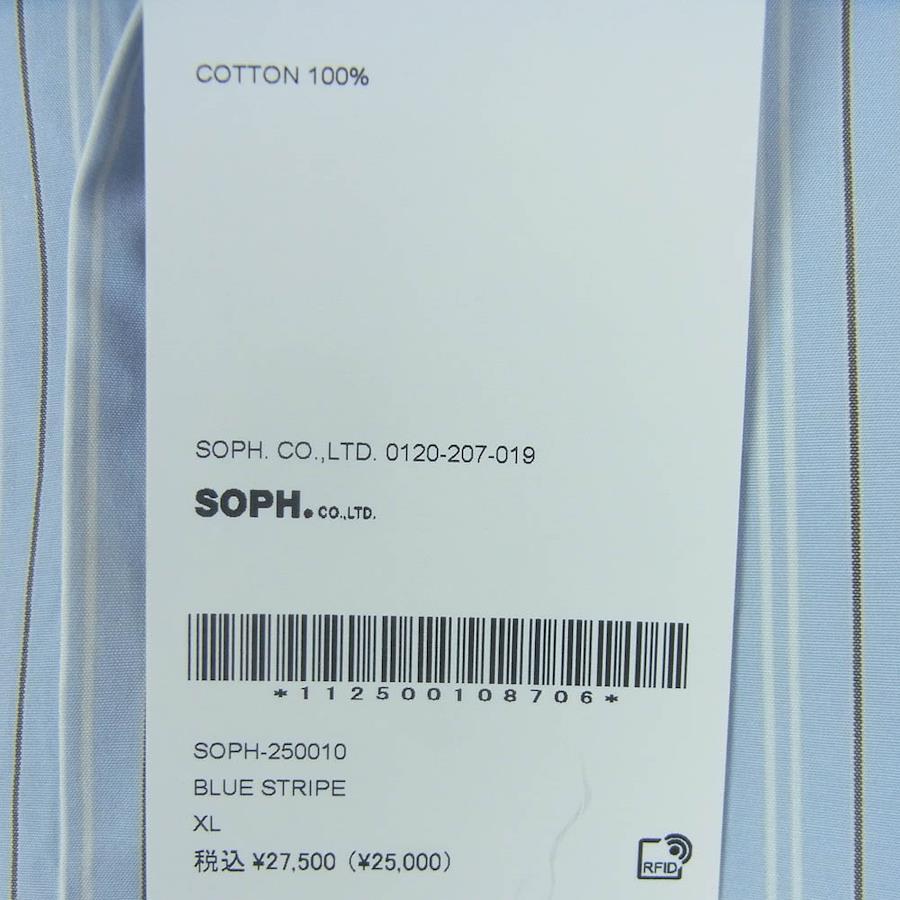 COTTON 100%
SOPH. CO.,LTD. 0120-207-019
SOPH. CO.,LTD.
*112500108706*
SOPH-250010
BLUE STRIPE
XL
税込 ¥27,500 (¥25,000)
RFID